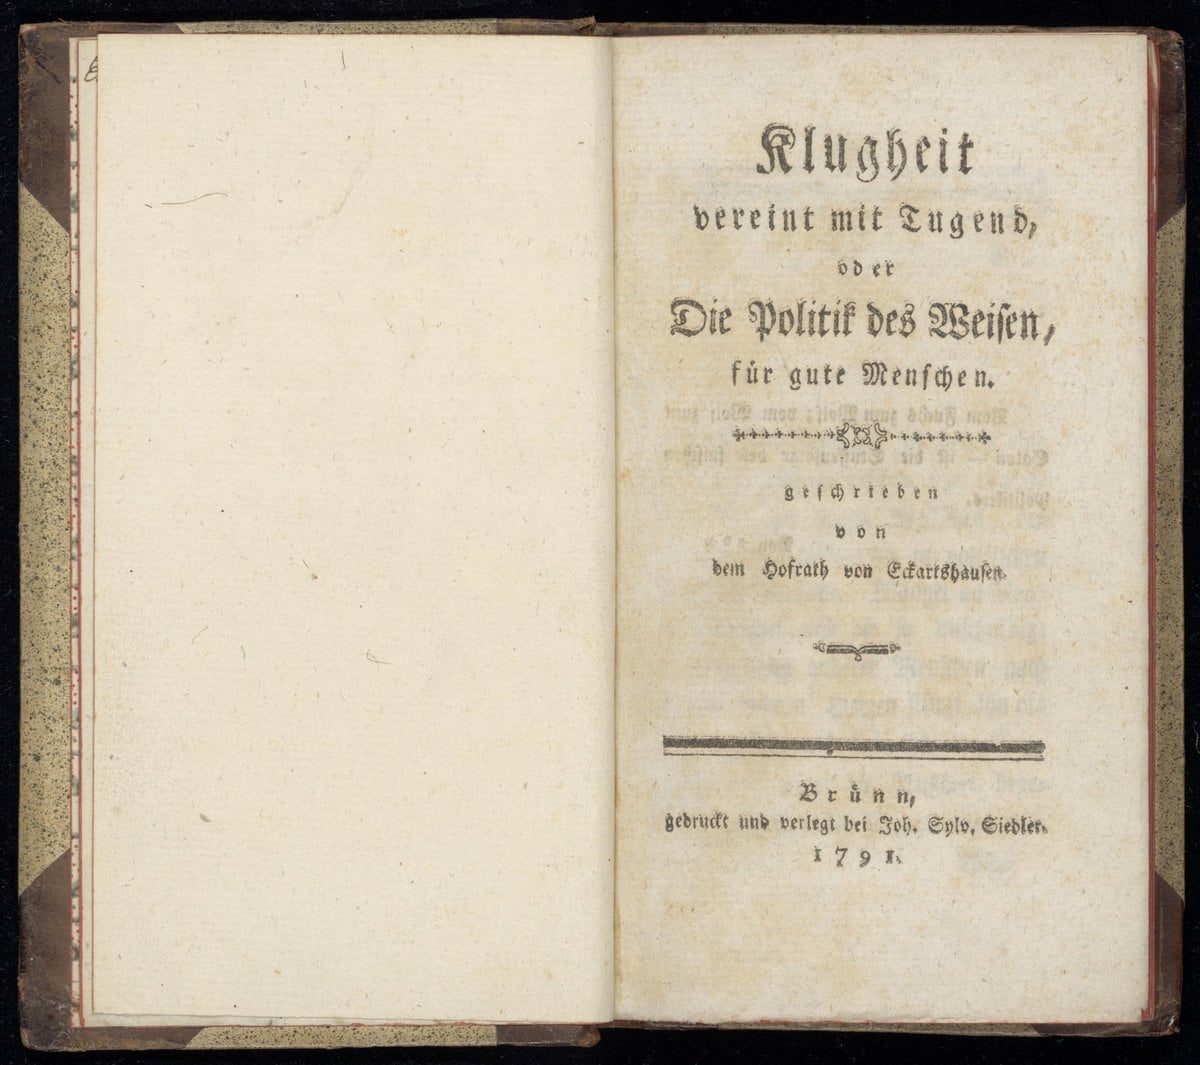 Klugheit
vereint mit Tugend,
oder
Die Politik des Weisen,
für gute Menschen.
geschrieben
von
dem Hofrath von Eckartshausen.
Brünn,
gedruckt und verlegt bei Joh. Sylv. Siedler.
1791.